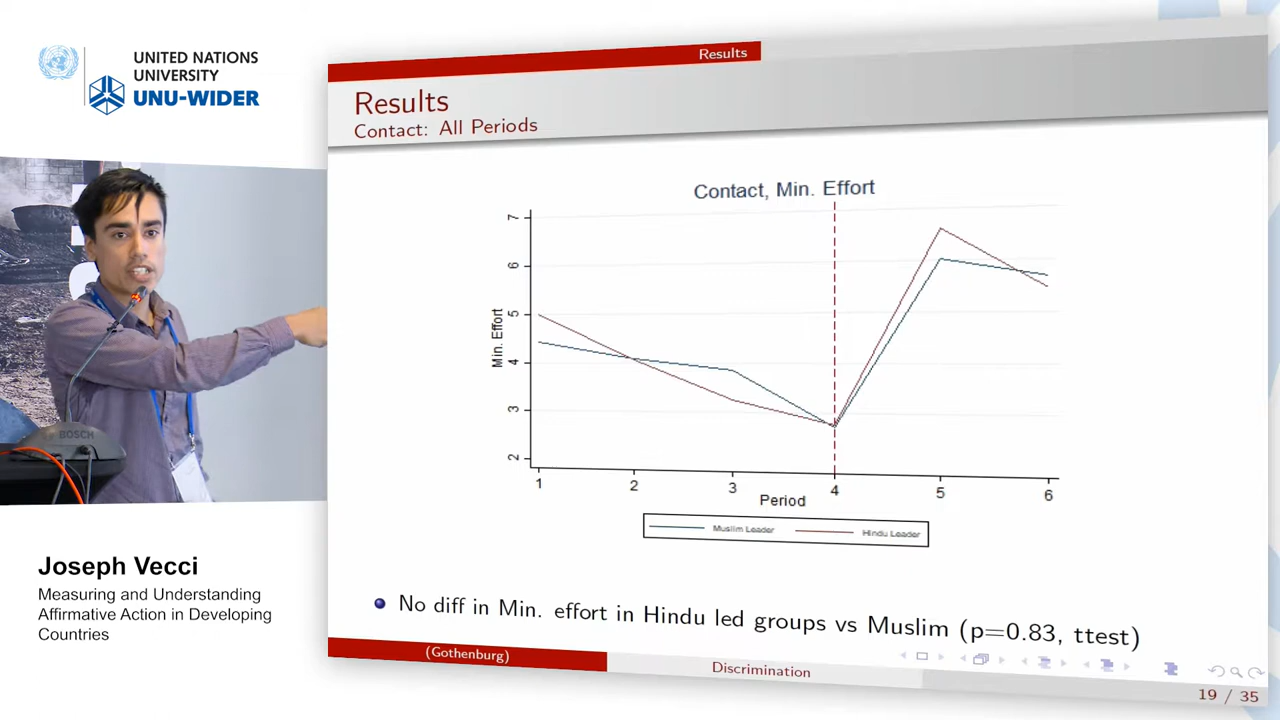 UNITED NATIONS
UNIVERSITY
UNU-WIDER
Results
Results
Contact: All Periods
Contact, Min. Effort
Min. Effort
7
6
5
4
3
2
1
2
3
4
5
6
Period
Muslim Leader
Hindu Leader
No diff in Min. effort in Hindu led groups vs Muslim (p=0.83, ttest)
(Gothenburg)
Discrimination
19 / 35
BOSCH
Joseph Vecci
Measuring and Understanding
Affirmative Action in Developing
Countries